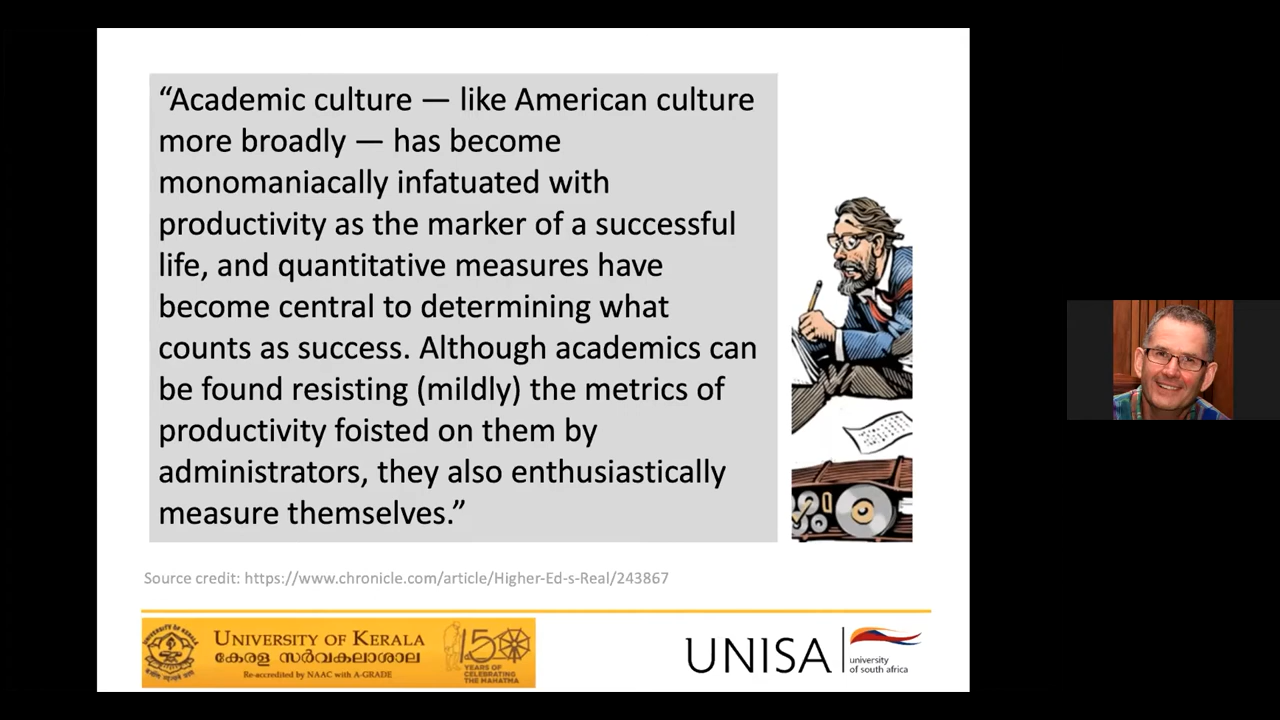 “Academic culture — like American culture
more broadly — has become
monomaniacally infatuated with
productivity as the marker of a successful
life, and quantitative measures have
become central to determining what
counts as success. Although academics can
be found resisting (mildly) the metrics of
productivity foisted on them by
administrators, they also enthusiastically
measure themselves.”
Source credit: https://www.chronicle.com/article/Higher-Ed-s-Real/243867
UNIVERSITY OF KERALA
കേരള സർവകലാശാല
Re-accredited by NAAC with A-GRADE
150
YEARS OF
CELEBRATING
THE MAHATMA
UNISA
university
of south africa